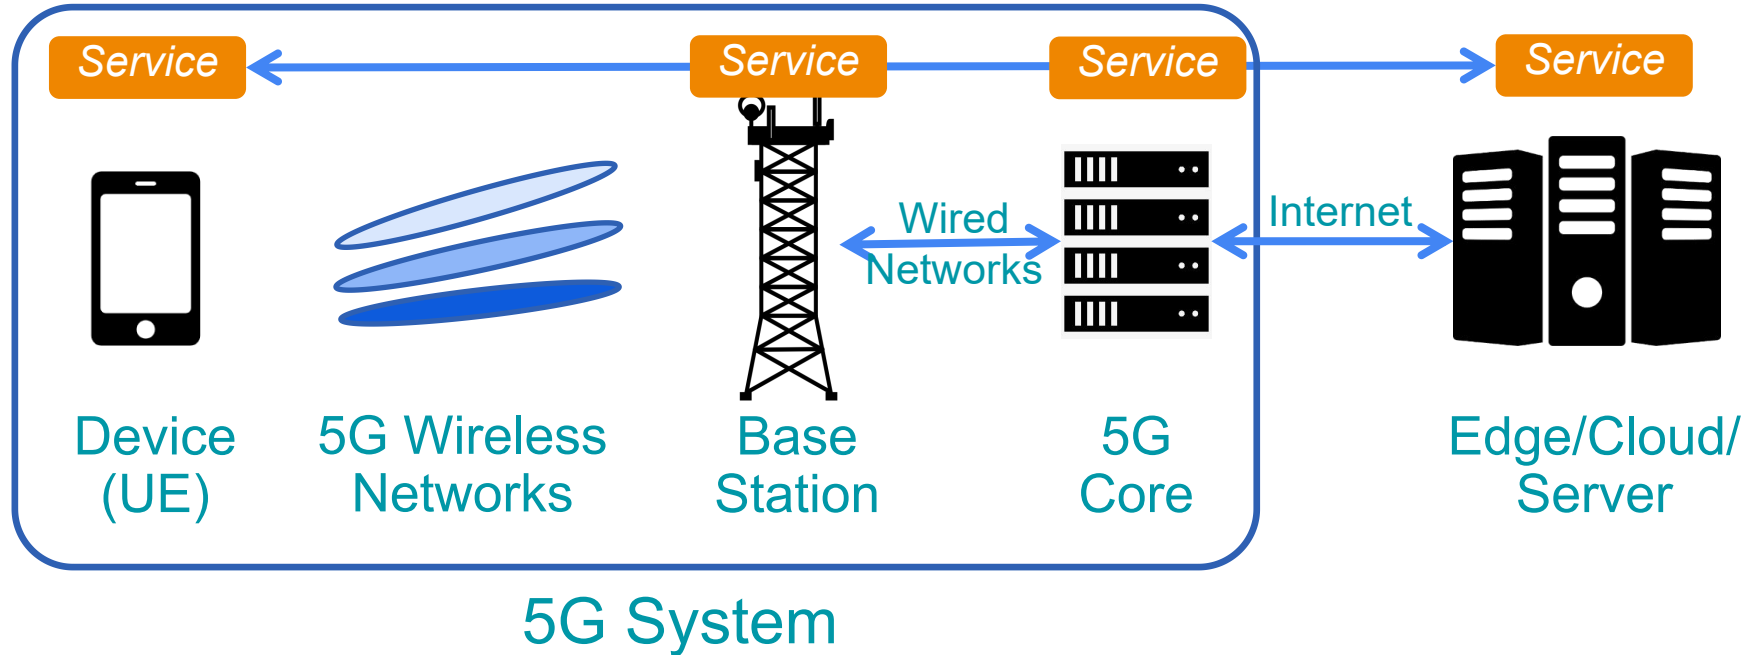 Service
Service
Service
Service
Wired
Networks
Internet
Device
(UE)
5G Wireless
Networks
Base
Station
5G
Core
Edge/Cloud/
Server
5G System